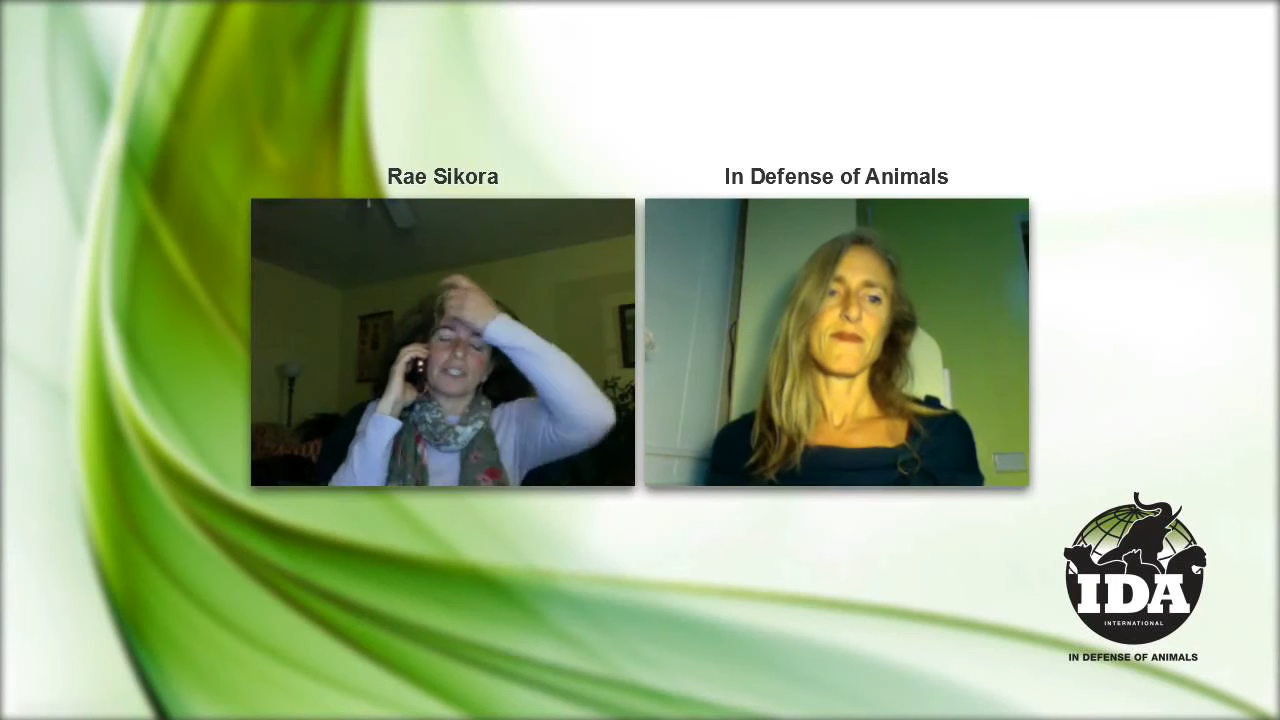 Rae Sikora
In Defense of Animals
IDA
INTERNATIONAL
IN DEFENSE OF ANIMALS